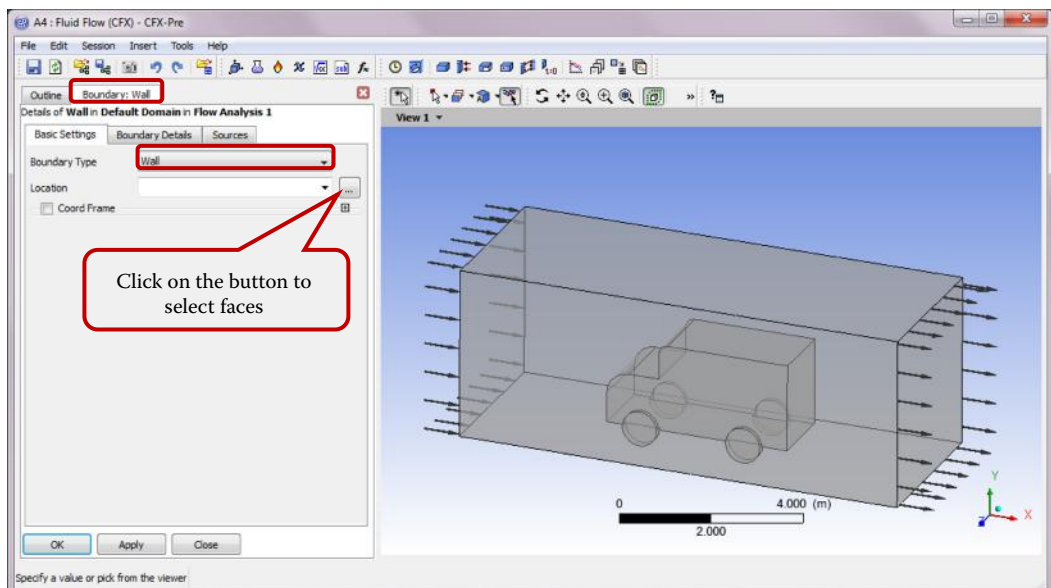 A4 : Fluid Flow (CFX) - CFX-Pre
File Edit Session Insert Tools Help
Outline Boundary: Wall
Details of Wall in Default Domain in Flow Analysis 1
Basic Settings Boundary Details Sources
Boundary Type Wall
Location ...
Coord Frame
Click on the button to
select faces
OK Apply Close
Specify a value or pick from the viewer
View 1
0 4.000 (m)
2.000
Y
X